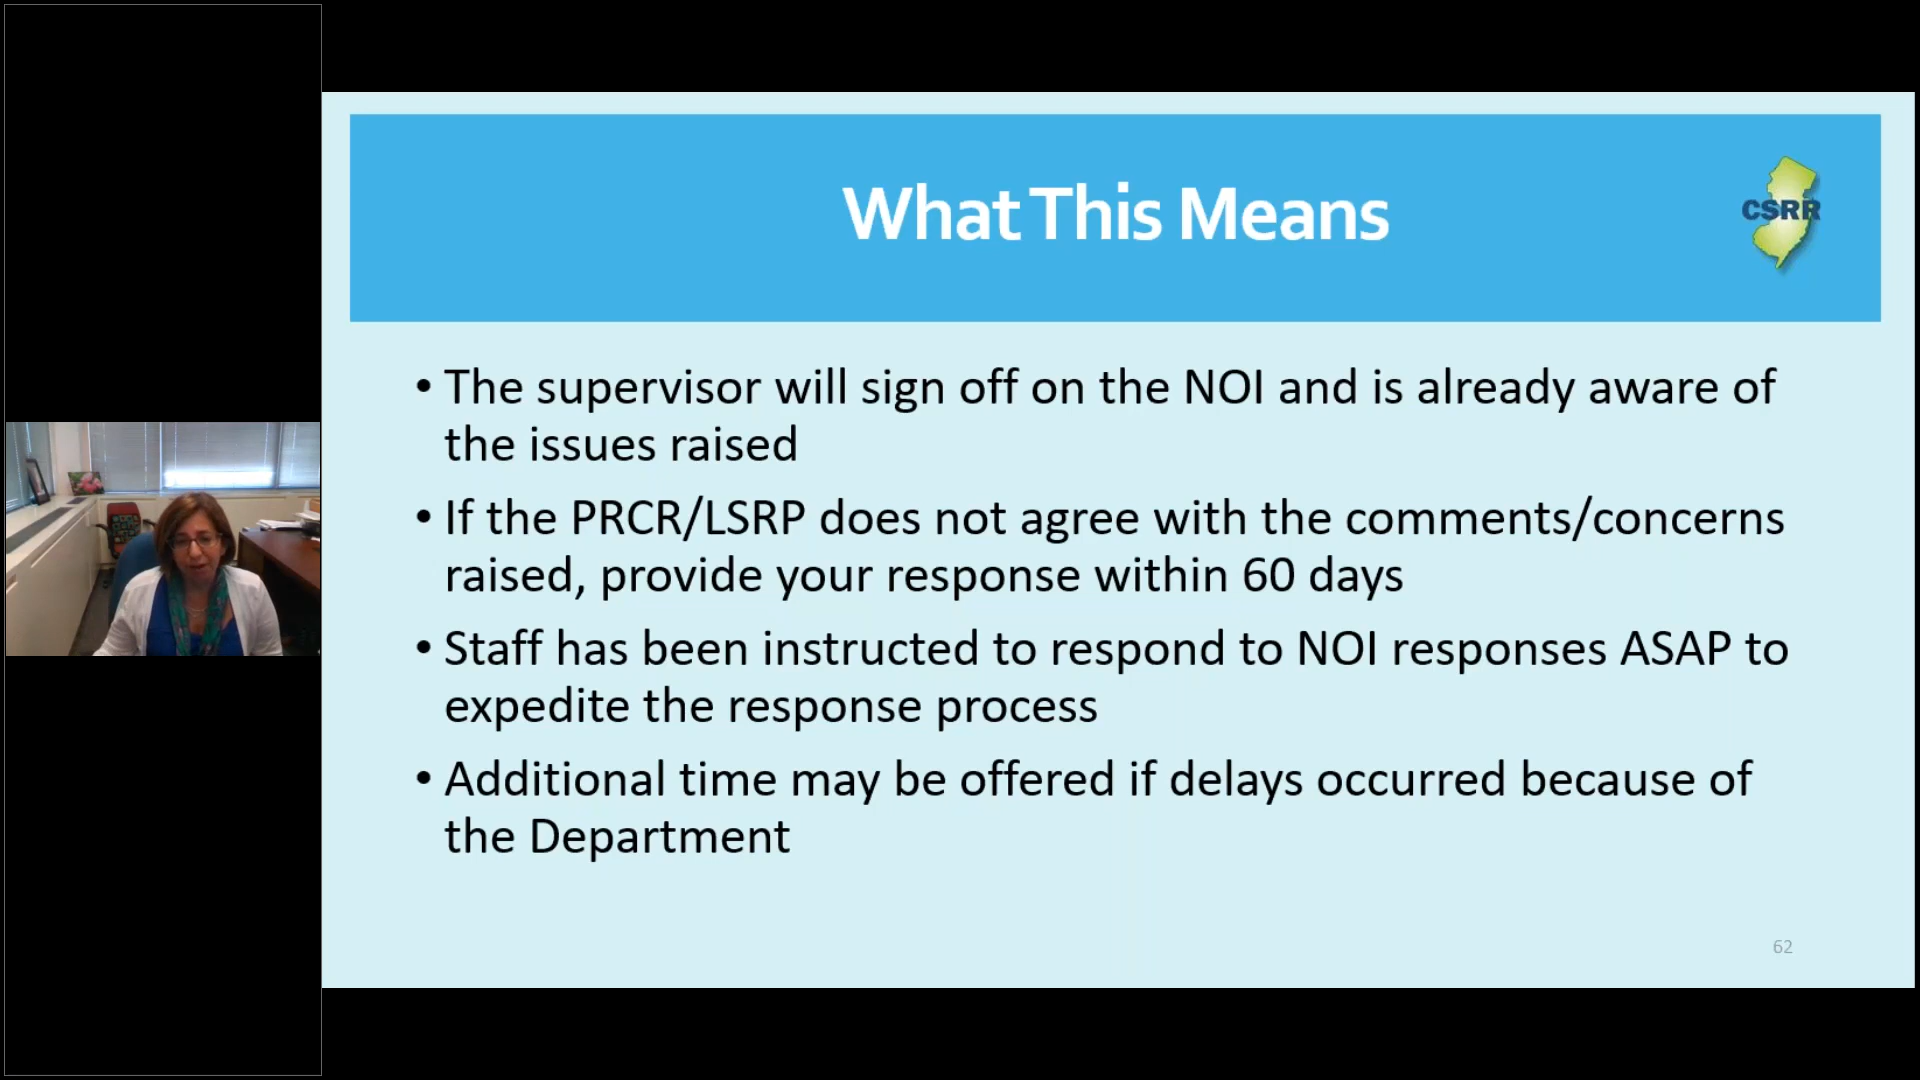 What This Means
CSRR
• The supervisor will sign off on the NOI and is already aware of
the issues raised
• If the PRCR/LSRP does not agree with the comments/concerns
raised, provide your response within 60 days
• Staff has been instructed to respond to NOI responses ASAP to
expedite the response process
• Additional time may be offered if delays occurred because of
the Department
62